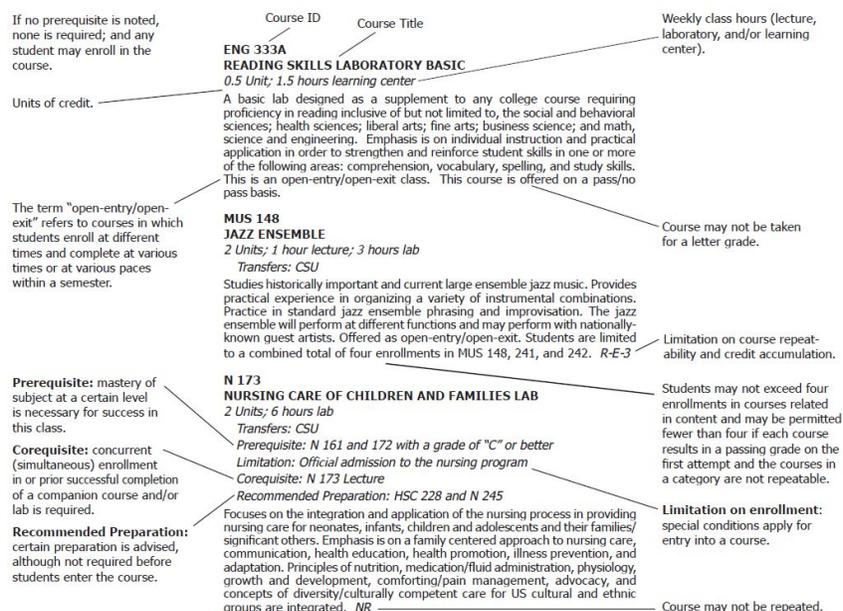 If no prerequisite is noted,
none is required; and any
student may enroll in the
course.
Course ID
Course Title
Weekly class hours (lecture,
laboratory, and/or learning
center).
Units of credit.
ENG 333A
READING SKILLS LABORATORY BASIC
0.5 Unit; 1.5 hours learning center
A basic lab designed as a supplement to any college course requiring
proficiency in reading inclusive of but not limited to, the social and behavioral
sciences; health sciences; liberal arts; fine arts; business science; and math,
science and engineering. Emphasis is on individual instruction and practical
application in order to strengthen and reinforce student skills in one or more
of the following areas: comprehension, vocabulary, spelling, and study skills.
This is an open-entry/open-exit class. This course is offered on a pass/no
pass basis.
The term “open-entry/open-
exit” refers to courses in which
students enroll at different
times and complete at various
times or at various paces
within a semester.
Course may not be taken
for a letter grade.
MUS 148
JAZZ ENSEMBLE
2 Units; 1 hour lecture; 3 hours lab
Transfers: CSU
Studies historically important and current large ensemble jazz music. Provides
practical experience in organizing a variety of instrumental combinations.
Practice in standard jazz ensemble phrasing and improvisation. The jazz
ensemble will perform at different functions and may perform with nationally-
known guest artists. Offered as open-entry/open-exit. Students are limited
to a combined total of four enrollments in MUS 148, 241, and 242. R-E-3
Limitation on course repeat-
ability and credit accumulation.
Students may not exceed four
enrollments in courses related
in content and may be permitted
fewer than four if each course
results in a passing grade on the
first attempt and the courses in
a category are not repeatable.
Prerequisite: mastery of
subject at a certain level
is necessary for success in
this class.
Corequisite: concurrent
(simultaneous) enrollment
in or prior successful completion
of a companion course and/or
lab is required.
Recommended Preparation:
certain preparation is advised,
although not required before
students enter the course.
N 173
NURSING CARE OF CHILDREN AND FAMILIES LAB
2 Units; 6 hours lab
Transfers: CSU
Prerequisite: N 161 and 172 with a grade of “C” or better
Limitation: Official admission to the nursing program
Corequisite: N 173 Lecture
Recommended Preparation: HSC 228 and N 245
Focuses on the integration and application of the nursing process in providing
nursing care for neonates, infants, children and adolescents and their families/
significant others. Emphasis is on a family centered approach to nursing care,
communication, health education, health promotion, illness prevention, and
adaptation. Principles of nutrition, medication/fluid administration, physiology,
growth and development, comforting/pain management, advocacy, and
concepts of diversity/culturally competent care for US cultural and ethnic
groups are integrated. NR
Limitation on enrollment:
special conditions apply for
entry into a course.
Course may not be repeated.